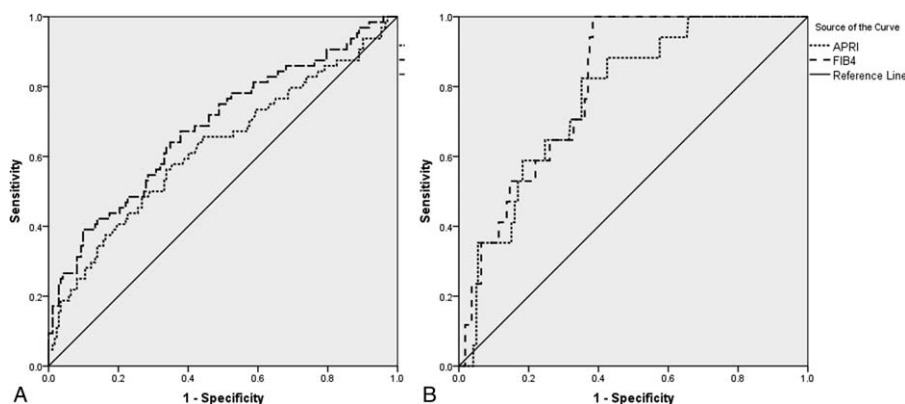 Sensitivity
1.0
0.8
0.6
0.4
0.2
0.0
0.0 0.2 0.4 0.6 0.8 1.0
1 - Specificity
A
Sensitivity
1.0
0.8
0.6
0.4
0.2
0.0
0.0 0.2 0.4 0.6 0.8 1.0
1 - Specificity
B
Source of the Curve
APRI
FIB4
Reference Line